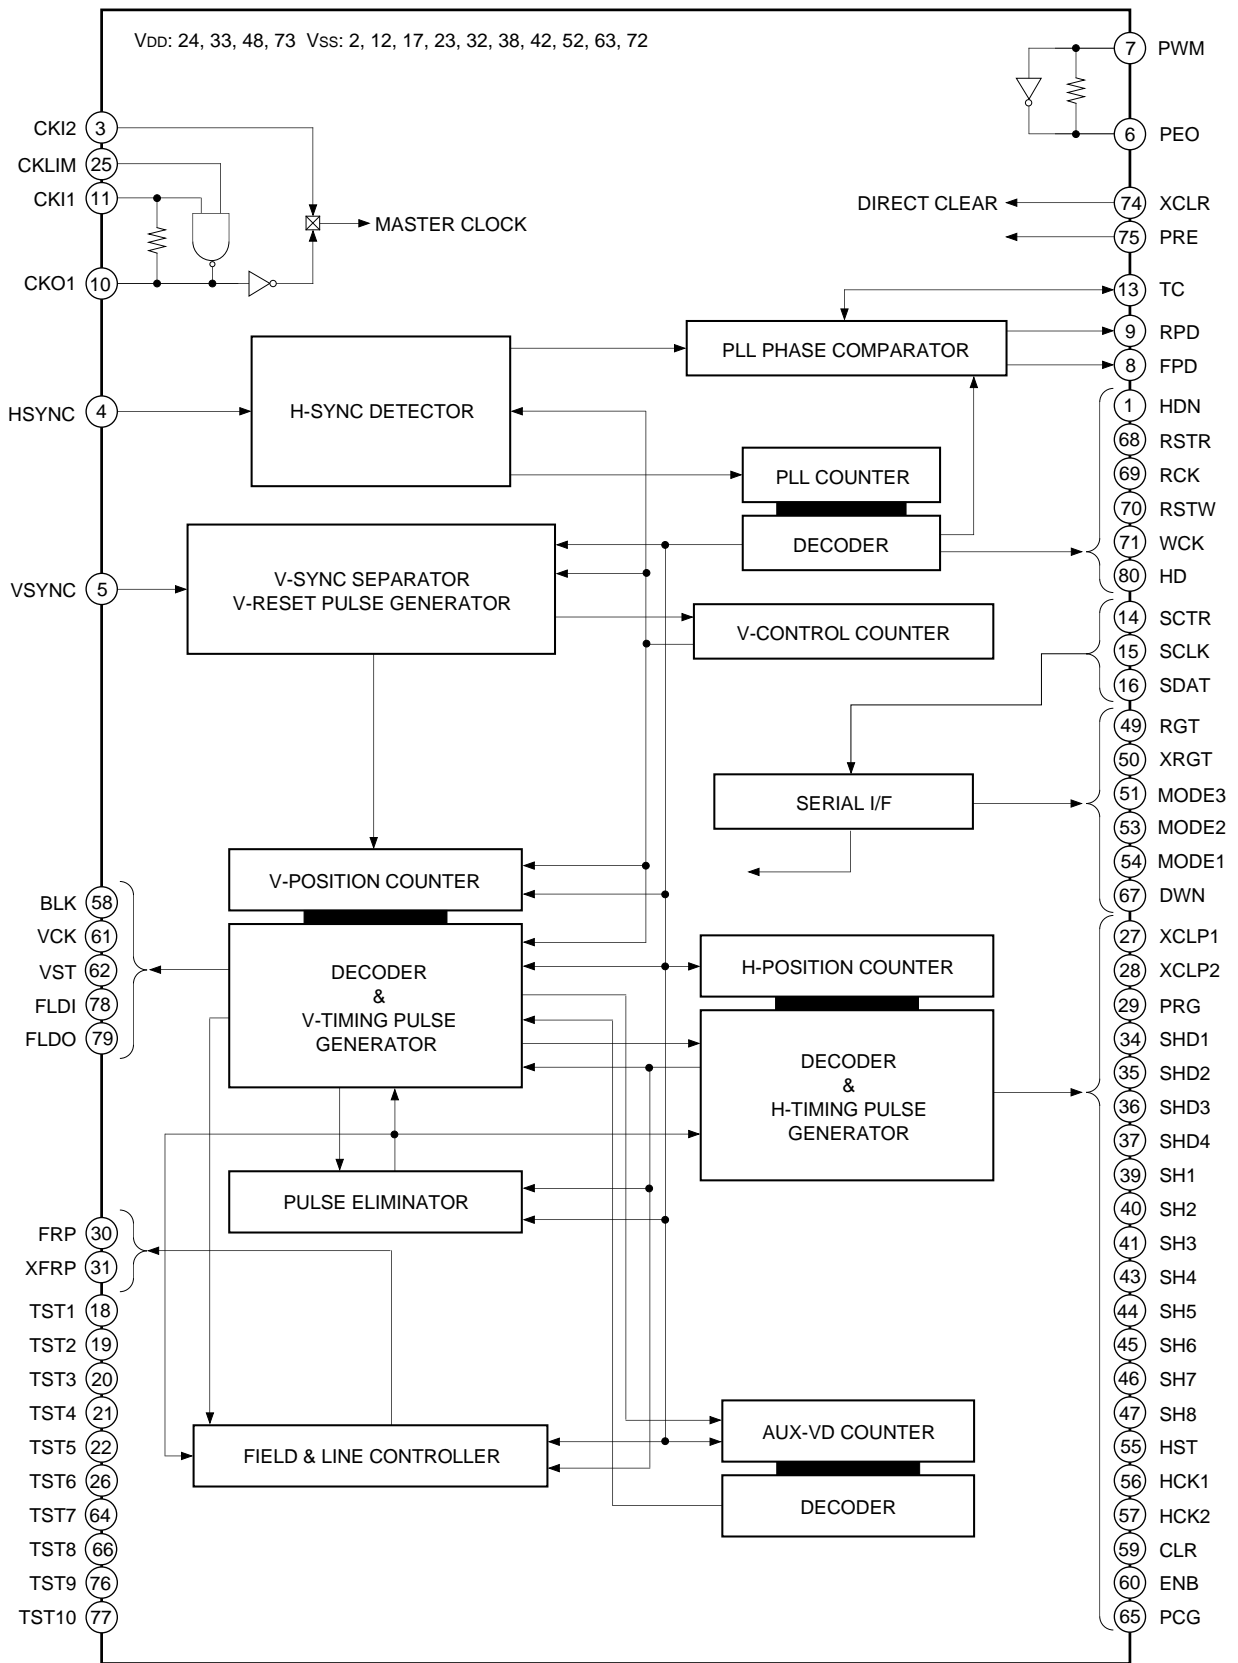 VDD: 24, 33, 48, 73 VSS: 2, 12, 17, 23, 32, 38, 42, 52, 63, 72
7 PWM
6 PEO
CKI2 3
CKLIM 25
CKI1 11
CKO1 10
MASTER CLOCK
DIRECT CLEAR
74 XCLR
75 PRE
13 TC
9 RPD
8 FPD
PLL PHASE COMPARATOR
HSYNC 4
H-SYNC DETECTOR
1 HDN
68 RSTR
69 RCK
70 RSTW
71 WCK
80 HD
PLL COUNTER
DECODER
VSYNC 5
V-SYNC SEPARATOR
V-RESET PULSE GENERATOR
V-CONTROL COUNTER
14 SCTR
15 SCLK
16 SDAT
49 RGT
50 XRGT
51 MODE3
53 MODE2
54 MODE1
67 DWN
SERIAL I/F
V-POSITION COUNTER
BLK 58
VCK 61
VST 62
FLDI 78
FLDO 79
DECODER
&
V-TIMING PULSE
GENERATOR
H-POSITION COUNTER
DECODER
&
H-TIMING PULSE
GENERATOR
27 XCLP1
28 XCLP2
29 PRG
34 SHD1
35 SHD2
36 SHD3
37 SHD4
39 SH1
40 SH2
41 SH3
43 SH4
44 SH5
45 SH6
46 SH7
47 SH8
55 HST
56 HCK1
57 HCK2
59 CLR
60 ENB
65 PCG
PULSE ELIMINATOR
FRP 30
XFRP 31
TST1 18
TST2 19
TST3 20
TST4 21
TST5 22
TST6 26
TST7 64
TST8 66
TST9 76
TST10 77
FIELD & LINE CONTROLLER
AUX-VD COUNTER
DECODER